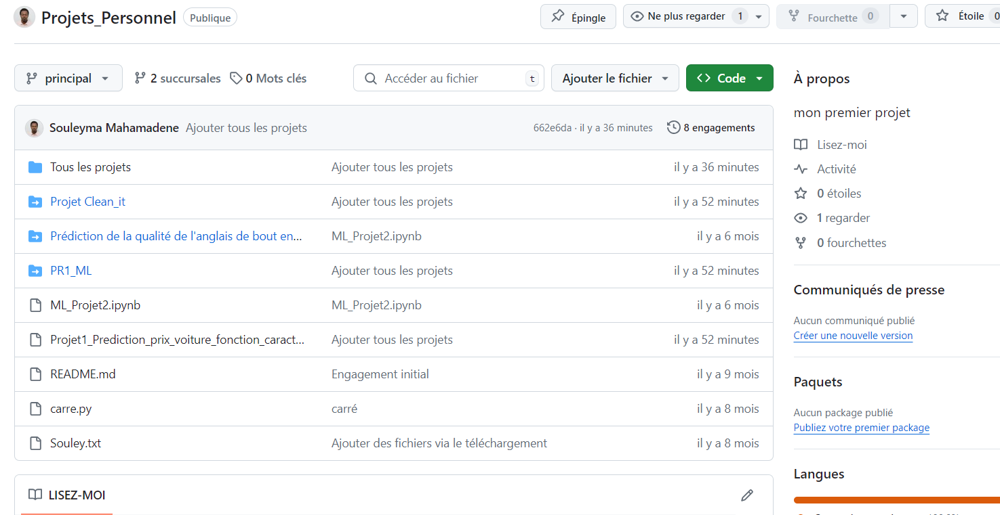 Projets_Personnel Publique Épingle Ne plus regarder 1 Fourchette 0 Étoile 0
principal 2 succursales 0 Mots clés Accéder au fichier t Ajouter le fichier Code
À propos
mon premier projet
Lisez-moi
Activité
0 étoiles
1 regarder
0 fourchettes
Souleyma Mahamadene Ajouter tous les projets 662e6da · il y a 36 minutes 8 engagements
Tous les projets Ajouter tous les projets il y a 36 minutes
Projet Clean_it Ajouter tous les projets il y a 52 minutes
Prédiction de la qualité de l'anglais de bout en... ML_Projet2.ipynb il y a 6 mois
PR1_ML Ajouter tous les projets il y a 52 minutes
ML_Projet2.ipynb ML_Projet2.ipynb il y a 6 mois
Projet1_Prediction_prix_voiture_fonction_caract... Ajouter tous les projets il y a 52 minutes
README.md Engagement initial il y a 9 mois
carre.py carré il y a 8 mois
Souley.txt Ajouter des fichiers via le téléchargement il y a 8 mois
Communiqués de presse
Aucun communiqué publié
Créer une nouvelle version
Paquets
Aucun package publié
Publiez votre premier package
Langues
LISEZ-MOI